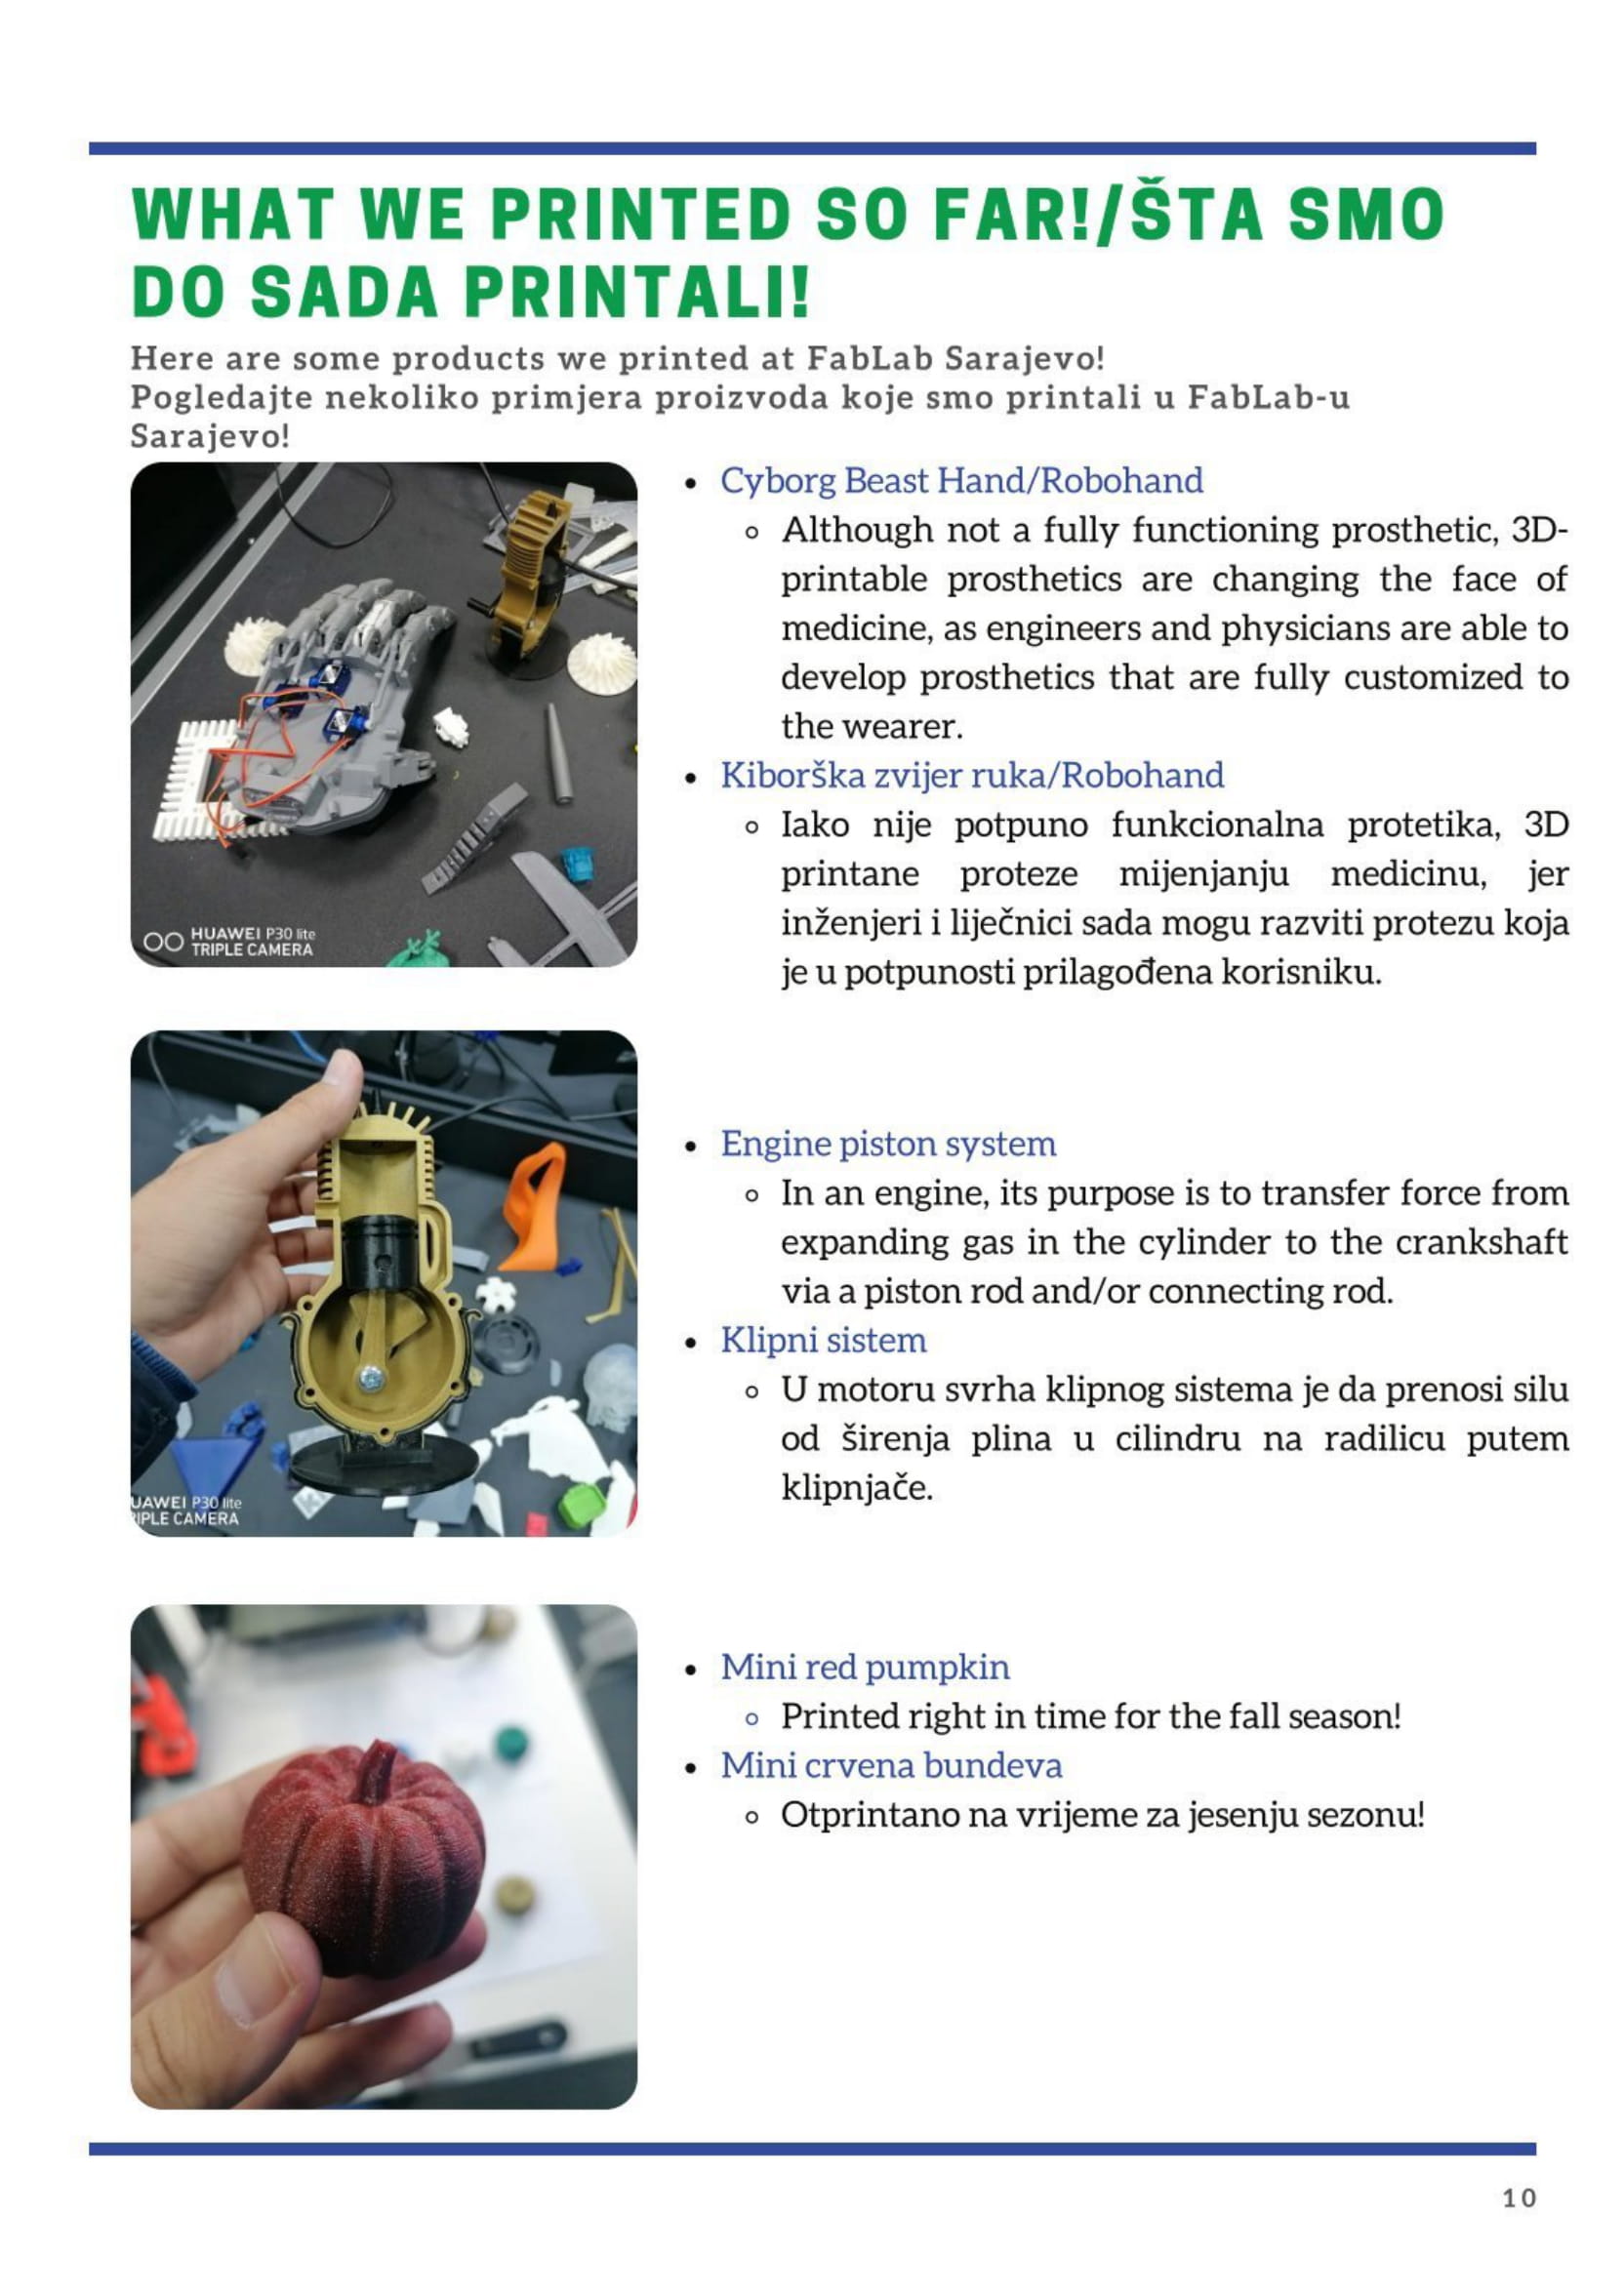 WHAT WE PRINTED SO FAR!/ŠTA SMO
DO SADA PRINTALI!
Here are some products we printed at FabLab Sarajevo!
Pogledajte nekoliko primjera proizvoda koje smo printali u FabLab-u
Sarajevo!
• Cyborg Beast Hand/Robohand
◦ Although not a fully functioning prosthetic, 3D-
printable prosthetics are changing the face of
medicine, as engineers and physicians are able to
develop prosthetics that are fully customized to
the wearer.
• Kiborška zvijer ruka/Robohand
◦ Iako nije potpuno funkcionalna protetika, 3D
printane proteze mijenjanju medicinu, jer
inženjeri i liječnici sada mogu razviti protezu koja
je u potpunosti prilagođena korisniku.
HUAWEI P30 lite
TRIPLE CAMERA
• Engine piston system
◦ In an engine, its purpose is to transfer force from
expanding gas in the cylinder to the crankshaft
via a piston rod and/or connecting rod.
• Klipni sistem
◦ U motoru svrha klipnog sistema je da prenosi silu
od širenja plina u cilindru na radilicu putem
klipnjače.
UAWEI P30 lite
IPLE CAMERA
• Mini red pumpkin
◦ Printed right in time for the fall season!
• Mini crvena bundeva
◦ Otprintano na vrijeme za jesenju sezonu!
10